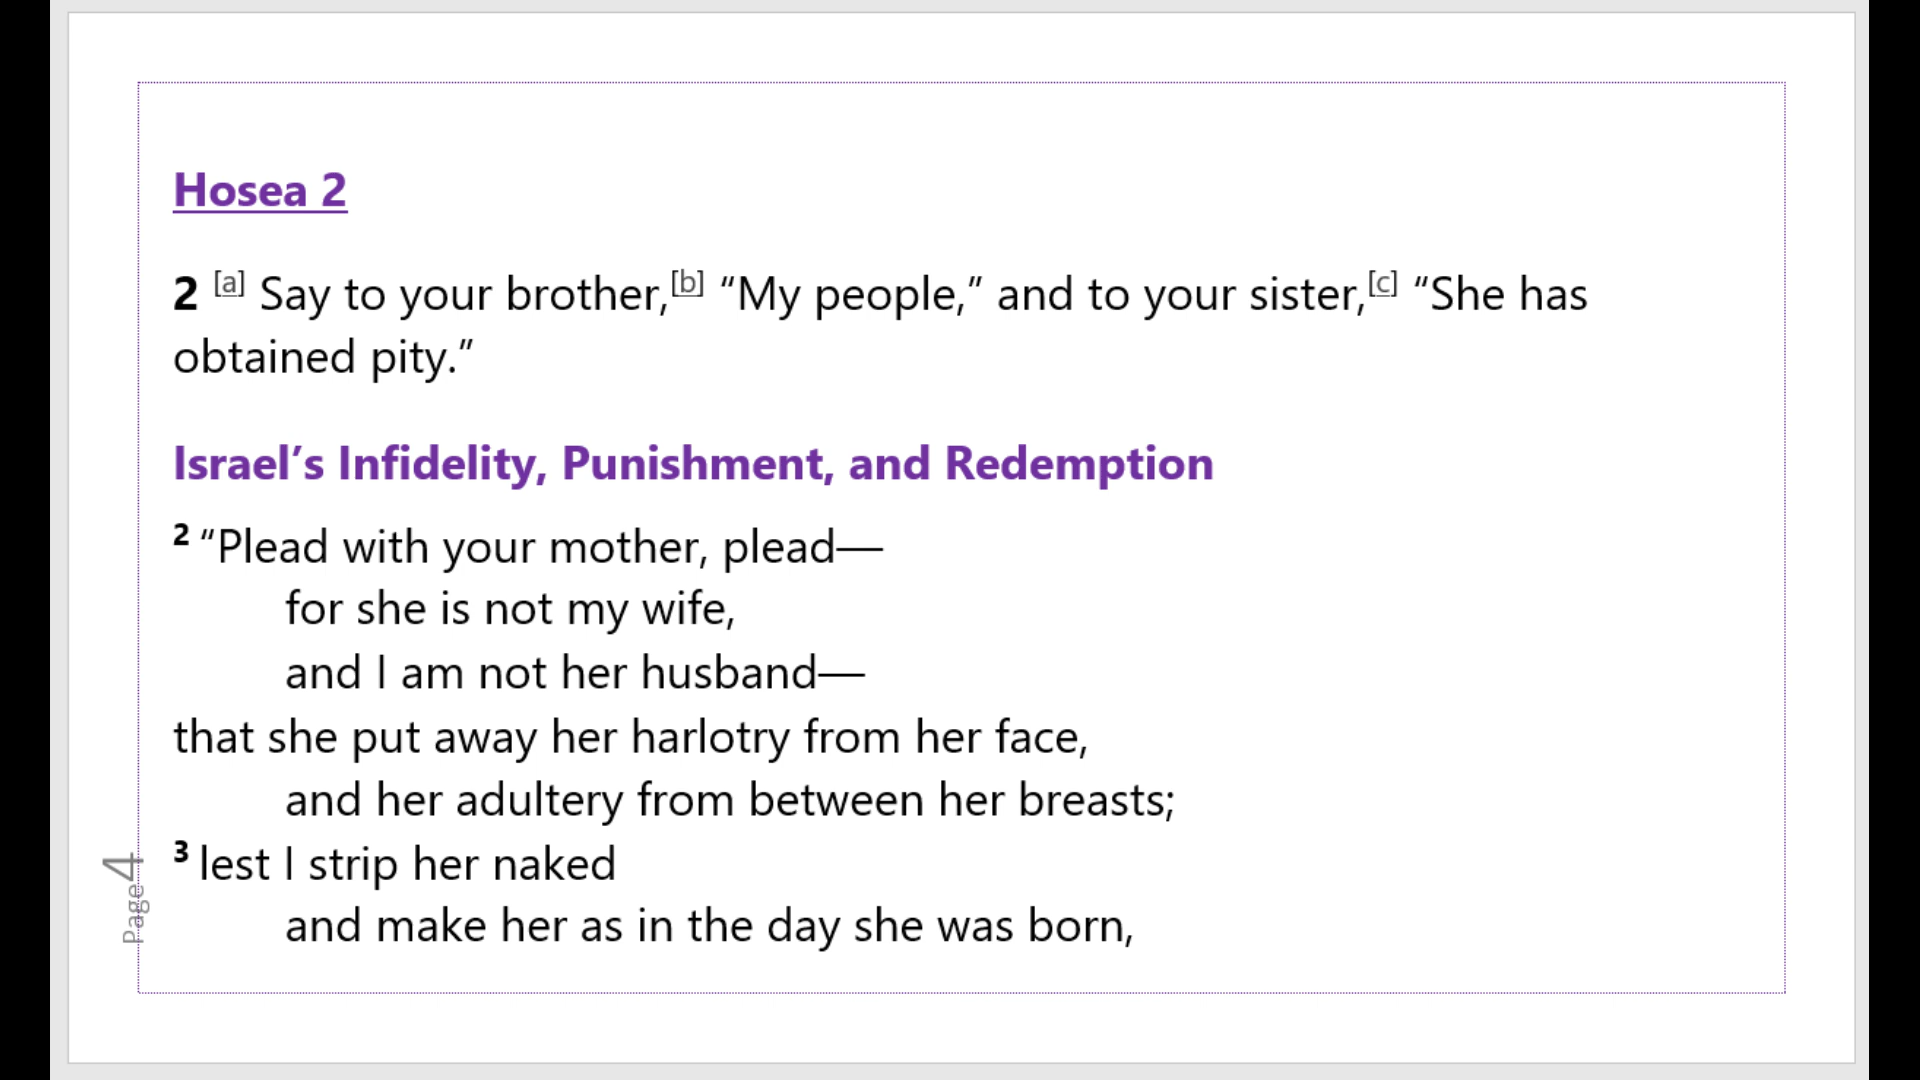 Hosea 2
2 [a] Say to your brother,[b] “My people,” and to your sister,[c] “She has
obtained pity.”
Israel’s Infidelity, Punishment, and Redemption
2 “Plead with your mother, plead—
for she is not my wife,
and I am not her husband—
that she put away her harlotry from her face,
and her adultery from between her breasts;
3 lest I strip her naked
and make her as in the day she was born,
Page 4